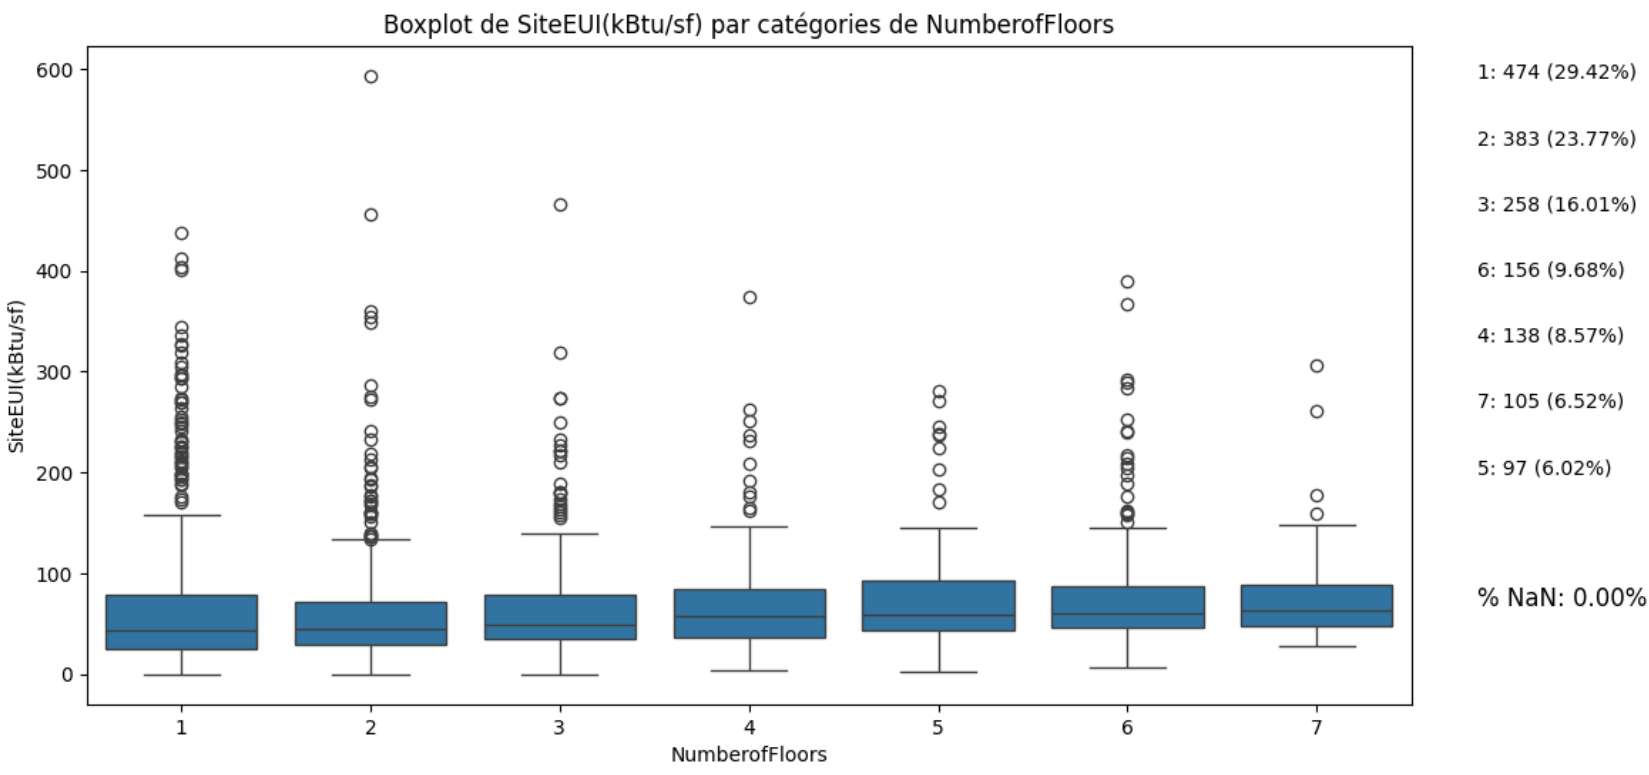 Boxplot de SiteEUI(kBtu/sf) par catégories de NumberofFloors
600
500
400
300
200
100
0
SiteEUI(kBtu/sf)
1 2 3 4 5 6 7
NumberofFloors
1: 474 (29.42%)
2: 383 (23.77%)
3: 258 (16.01%)
6: 156 (9.68%)
4: 138 (8.57%)
7: 105 (6.52%)
5: 97 (6.02%)
% NaN: 0.00%